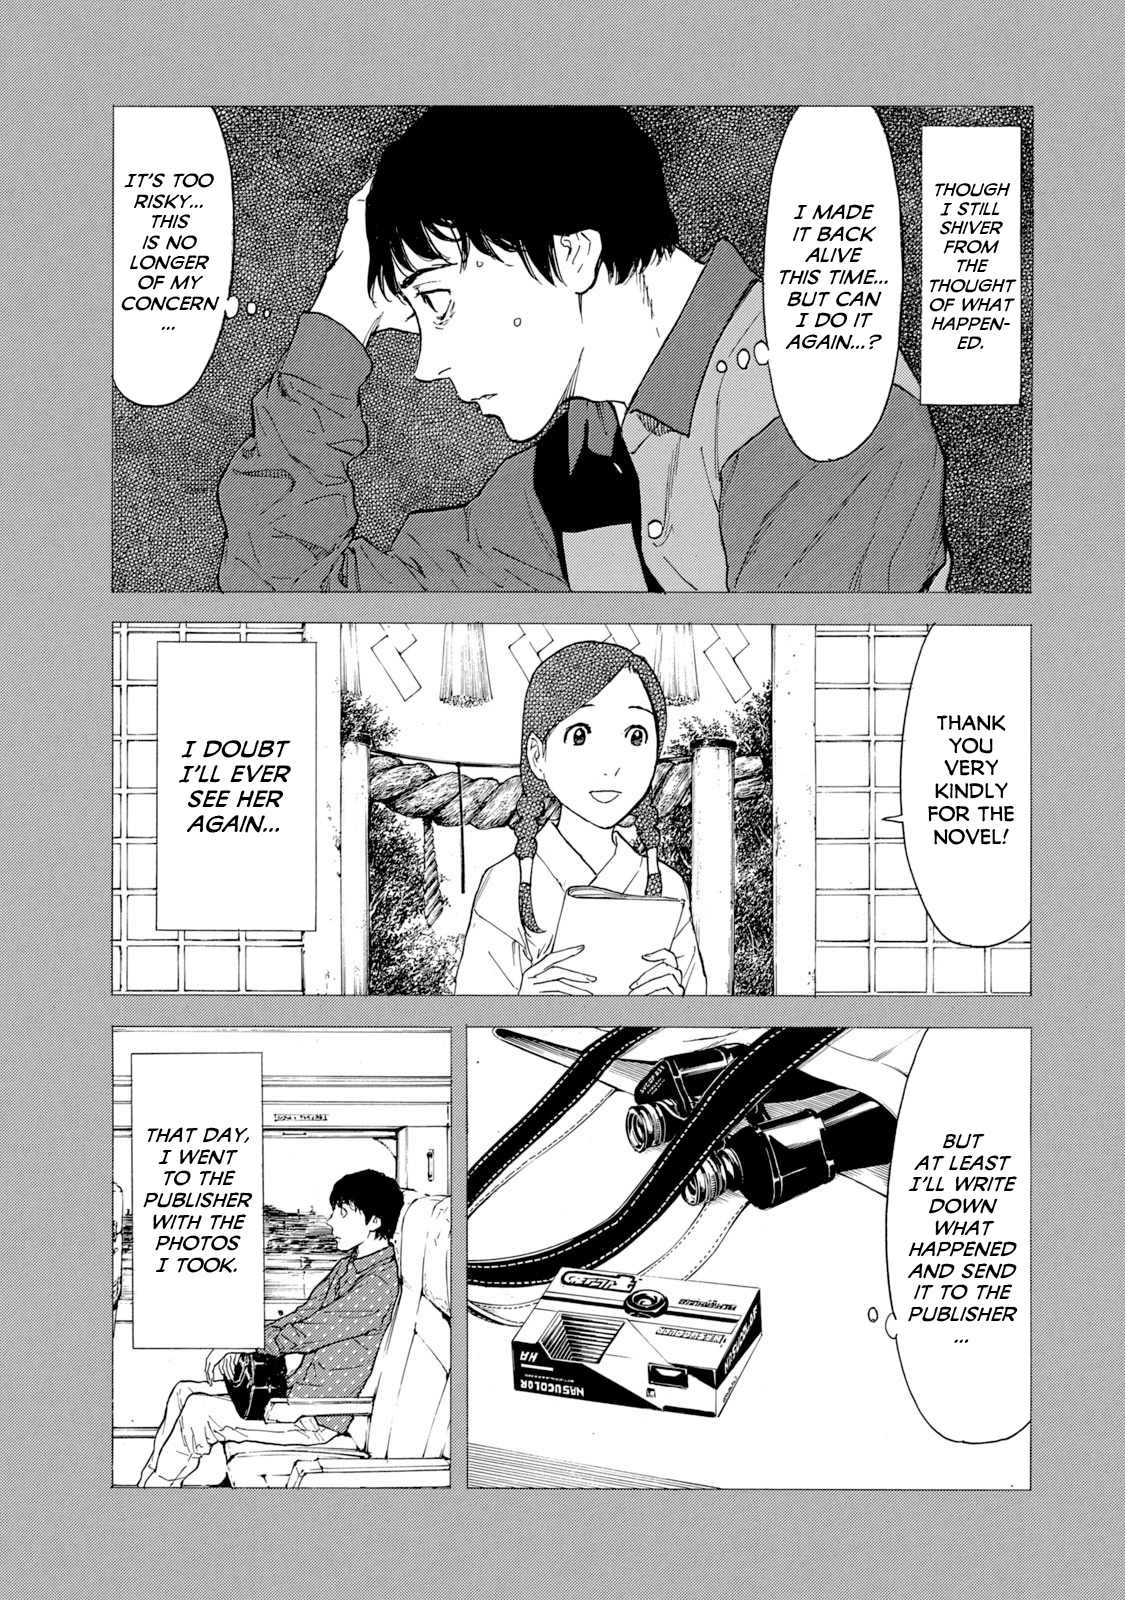 THOUGH
I STILL
SHIVER
FROM
THE
THOUGHT
OF WHAT
HAPPEN-
ED.
I MADE
IT BACK
ALIVE
THIS TIME...
BUT CAN
I DO IT
AGAIN...?
IT'S TOO
RISKY...
THIS
IS NO
LONGER
OF MY
CONCERN
...
THANK
YOU
VERY
KINDLY
FOR THE
NOVEL!
I DOUBT
I'LL EVER
SEE HER
AGAIN...
BUT
AT LEAST
I'LL WRITE
DOWN
WHAT
HAPPENED
AND SEND
IT TO THE
PUBLISHER
...
NASUCOLOR
HA
NASUCOLOR
THAT DAY,
I WENT
TO THE
PUBLISHER
WITH THE
PHOTOS
I TOOK.